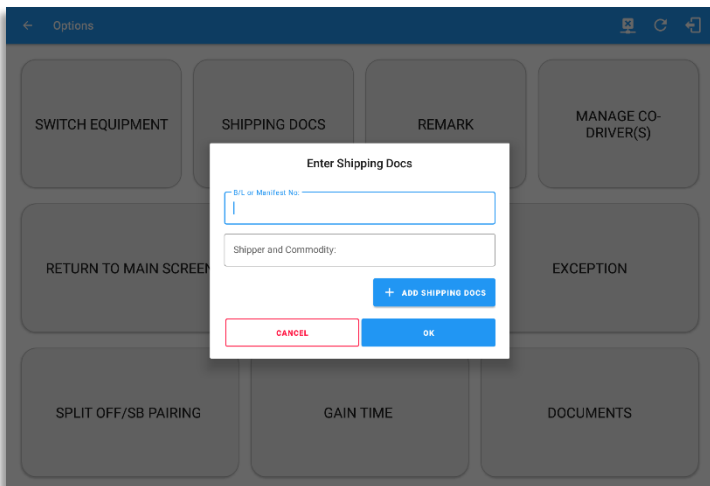 Options
SWITCH EQUIPMENT
SHIPPING DOCS
REMARK
MANAGE CO-
DRIVER(S)
Enter Shipping Docs
B/L or Manifest No.
Shipper and Commodity:
+ ADD SHIPPING DOCS
CANCEL
OK
RETURN TO MAIN SCREEN
EXCEPTION
SPLIT OFF/SB PAIRING
GAIN TIME
DOCUMENTS